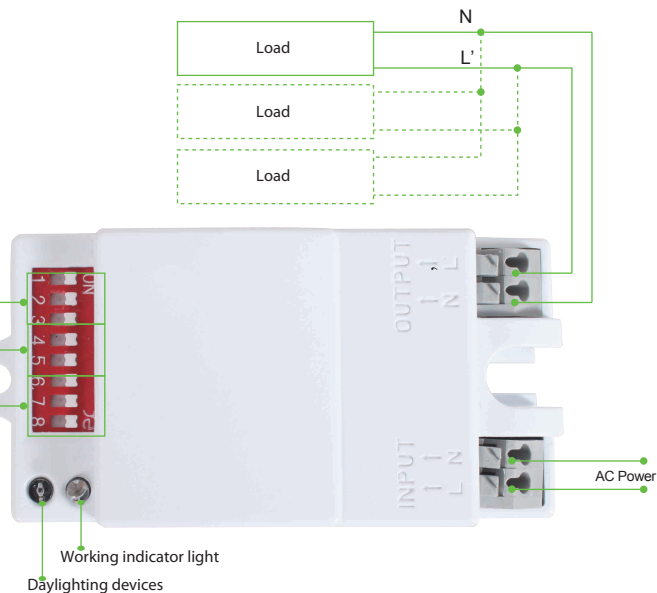 N
L'
Load
Load
Load
OUTPUT
N L'
ON
1
2
3
4
5
6
7
8
INPUT
L N
AC Power
Working indicator light
Daylighting devices